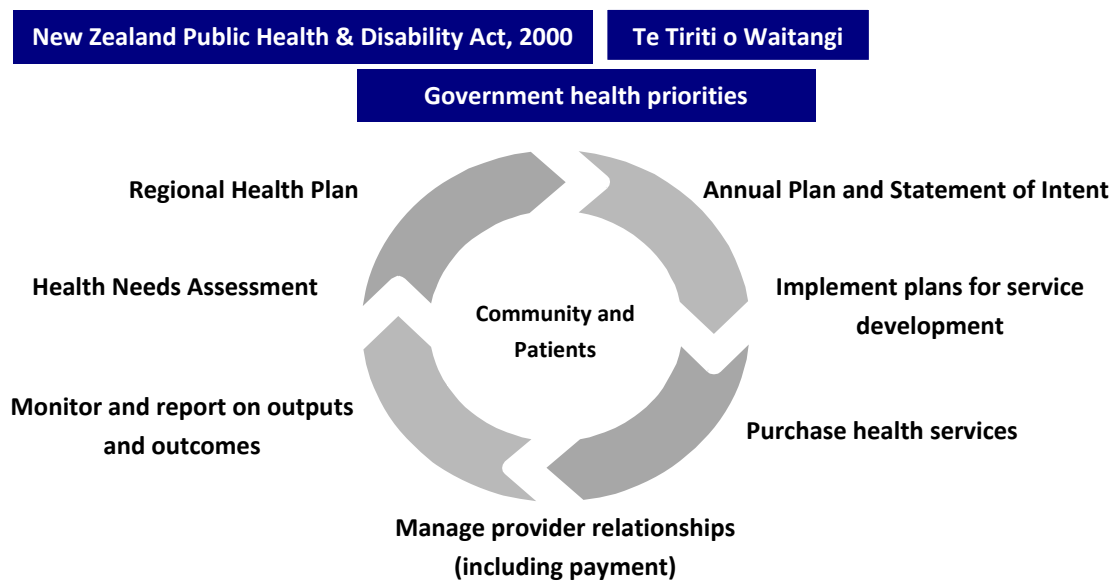 New Zealand Public Health & Disability Act, 2000
Te Tiriti o Waitangi
Government health priorities
Regional Health Plan
Annual Plan and Statement of Intent
Health Needs Assessment
Implement plans for service
development
Community and
Patients
Monitor and report on outputs
and outcomes
Purchase health services
Manage provider relationships
(including payment)